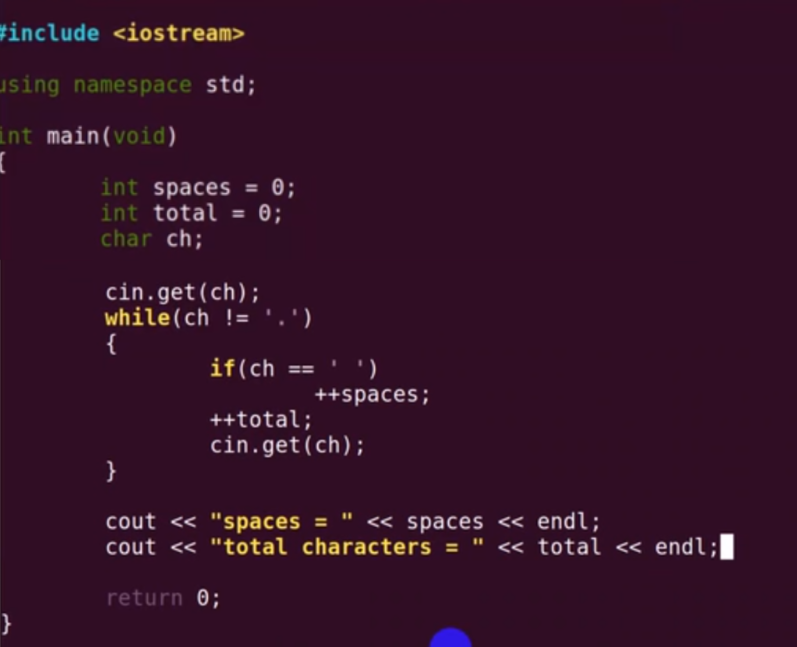 #include <iostream>
using namespace std;
int main(void)
{
int spaces = 0;
int total = 0;
char ch;
cin.get(ch);
while(ch != '.')
{
if(ch == ' ')
++spaces;
++total;
cin.get(ch);
}
cout << "spaces = " << spaces << endl;
cout << "total characters = " << total << endl;
return 0;
}